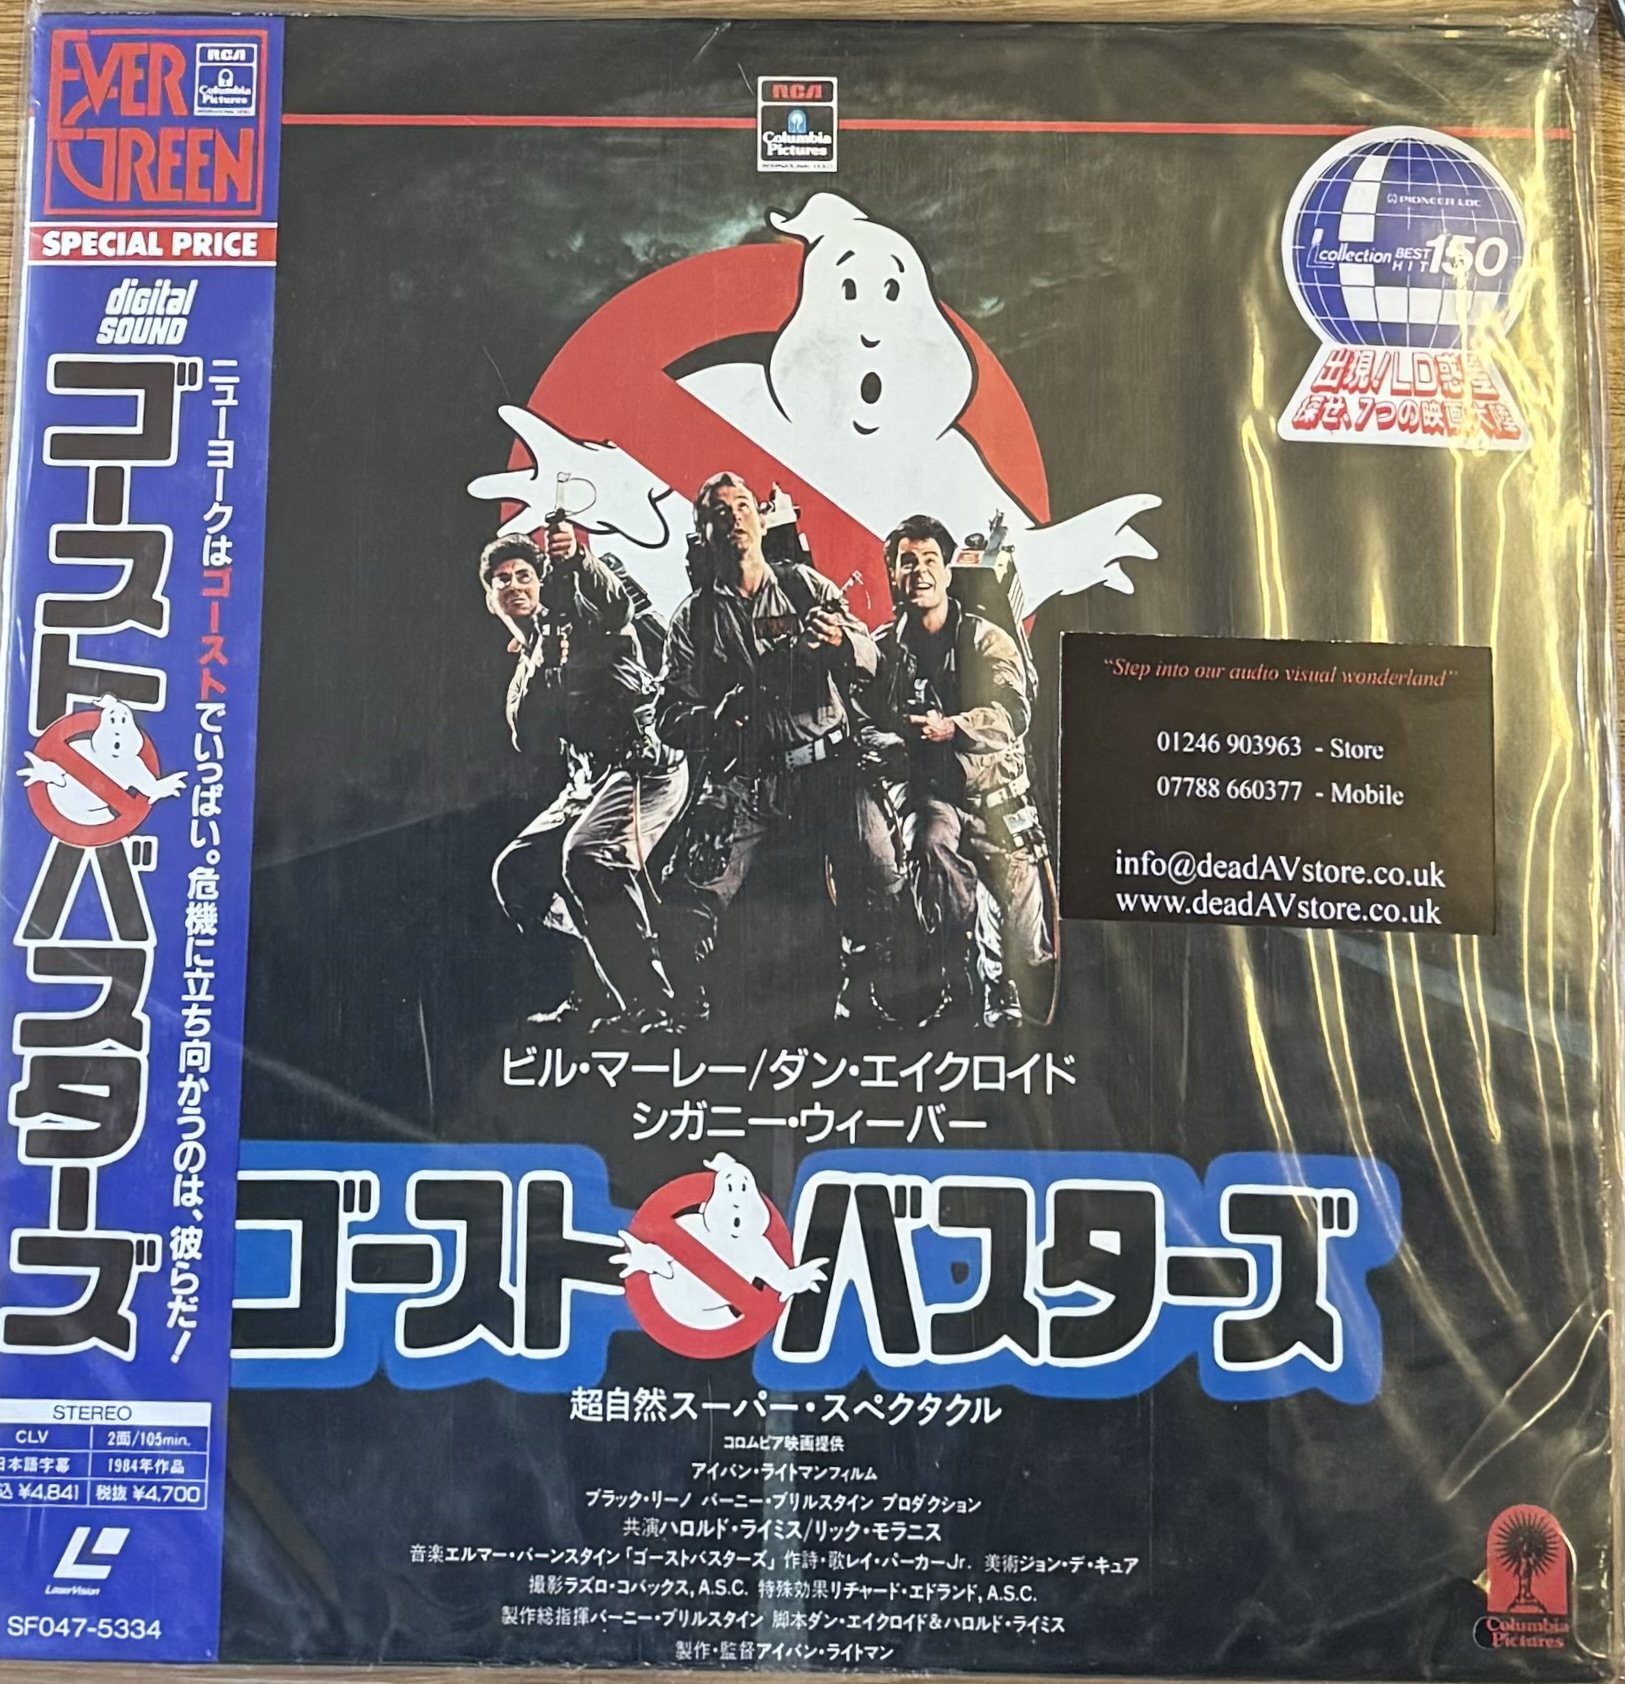 EVER GREEN
RCA
Columbia
Pictures
SPECIAL PRICE
digital
SOUND
ゴーストバスターズ
ニューヨークはゴーストでいっぱい。危機に立ち向かうのは、彼らだ！
STEREO
CLV
2面/105min.
日本語字幕
1984年作品
込 ¥4,841
税抜 ¥4,700
LaserVision
SF047-5334
RCA
Columbia
Pictures
PIONEER LDC
L collection BEST HIT 150
出現！LD惑星
探せ、7つの映画大陸
"Step into our audio visual wonderland"
01246 903963 - Store
07788 660377 - Mobile
info@deadAVstore.co.uk
www.deadAVstore.co.uk
ビル・マーレー/ダン・エイクロイド
シガニー・ウィーバー
ゴーストバスターズ
超自然スーパー・スペクタクル
コロムビア映画提供
アイバン・ライトマンフィルム
ブラック・リーノ バーニー・ブリルスタイン プロダクション
共演ハロルド・ライミス/リック・モラニス
音楽エルマー・バーンスタイン「ゴーストバスターズ」作詩・歌レイ・パーカーJr. 美術ジョン・デ・キュア
撮影ラズロ・コバックス, A.S.C. 特殊効果リチャード・エドランド, A.S.C.
製作総指揮バーニー・ブリルスタイン 脚本ダン・エイクロイド&ハロルド・ライミス
製作・監督アイバン・ライトマン
Columbia
Pictures